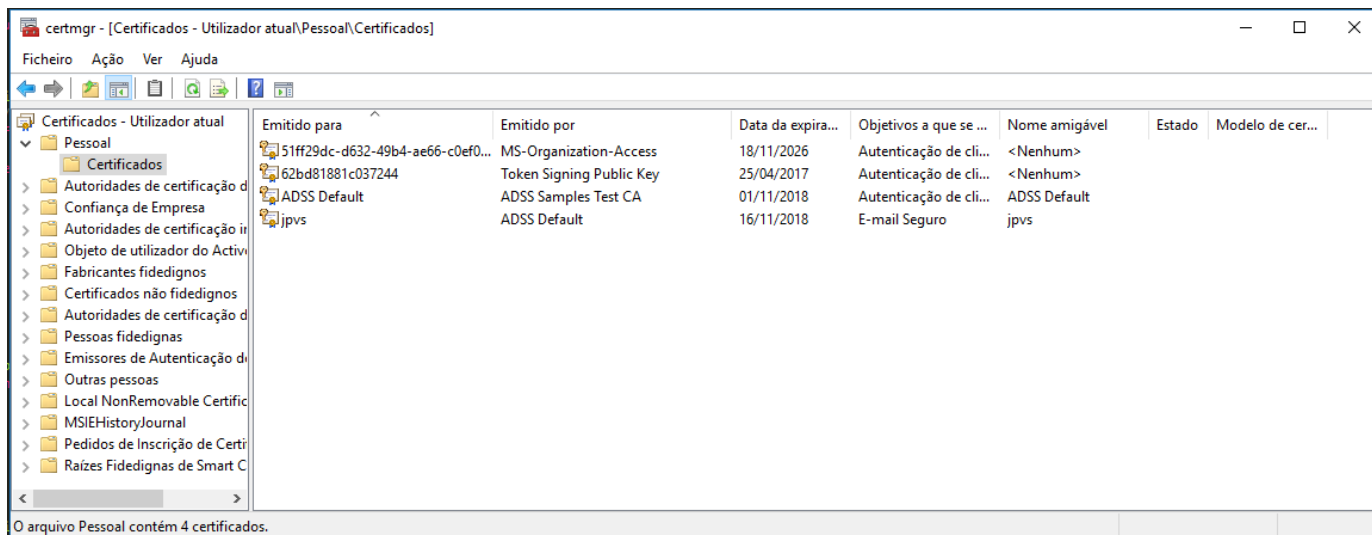 certmgr - [Certificados - Utilizador atual\Pessoal\Certificados]
Ficheiro Ação Ver Ajuda
Certificados - Utilizador atual
Pessoal
Certificados
Autoridades de certificação d
Confiança de Empresa
Autoridades de certificação in
Objeto de utilizador do Active
Fabricantes fidedignos
Certificados não fidedignos
Autoridades de certificação d
Pessoas fidedignas
Emissores de Autenticação de
Outras pessoas
Local NonRemovable Certific
MSIEHistoryJournal
Pedidos de Inscrição de Certi
Raízes Fidedignas de Smart C
Emitido para Emitido por Data da expira... Objetivos a que se ... Nome amigável Estado Modelo de cer...
51ff29dc-d632-49b4-ae66-c0ef0... MS-Organization-Access 18/11/2026 Autenticação de cli... <Nenhum>
62bd81881c037244 Token Signing Public Key 25/04/2017 Autenticação de cli... <Nenhum>
ADSS Default ADSS Samples Test CA 01/11/2018 Autenticação de cli... ADSS Default
jpvs ADSS Default 16/11/2018 E-mail Seguro jpvs
O arquivo Pessoal contém 4 certificados.